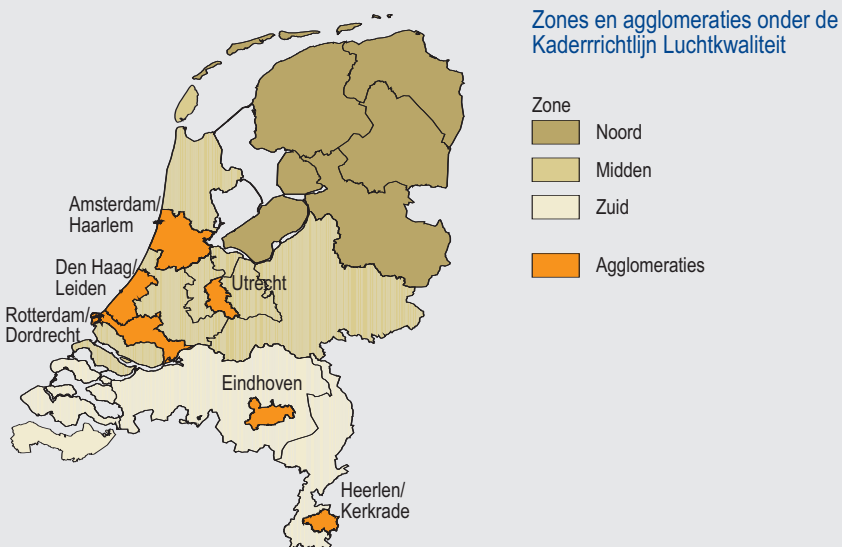 Zones en agglomeraties onder de
Kaderrrichtlijn Luchtkwaliteit
Zone
Noord
Midden
Zuid
Agglomeraties
Amsterdam/
Haarlem
Den Haag/
Leiden
Utrecht
Rotterdam/
Dordrecht
Eindhoven
Heerlen/
Kerkrade